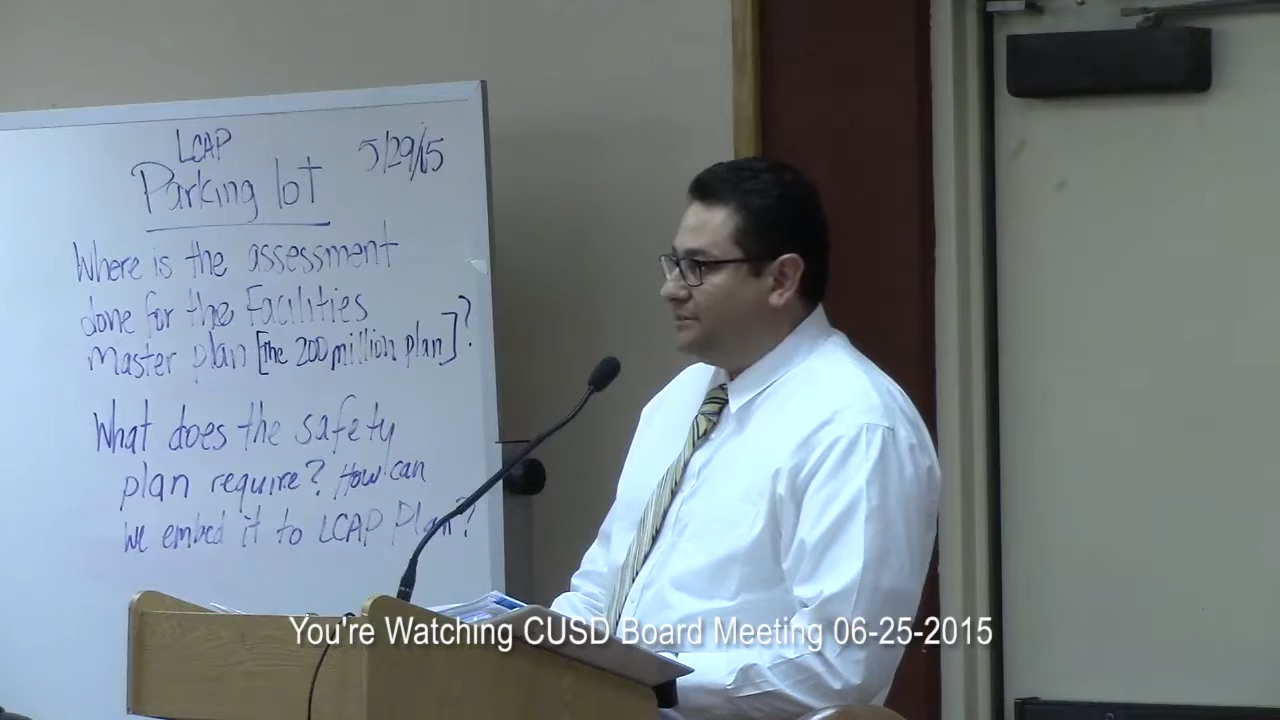 LCAP
Parking lot
5/29/15
Where is the assessment
done for the Facilities
Master plan [the 200 million plan]?
What does the safety
plan require? How can
we embed it to LCAP Plan?
You're Watching CUSD Board Meeting 06-25-2015